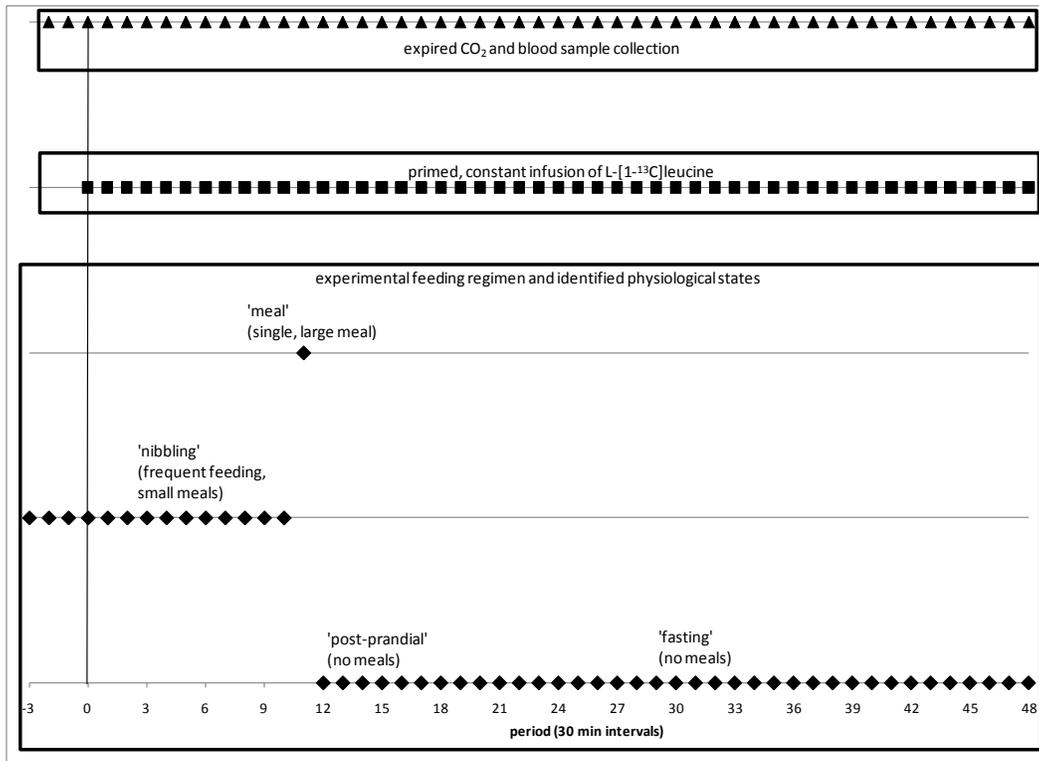 expired CO₂ and blood sample collection
primed, constant infusion of L-[1-¹³C]leucine
experimental feeding regimen and identified physiological states
'meal'
(single, large meal)
'nibbling'
(frequent feeding,
small meals)
'post-prandial'
(no meals)
'fasting'
(no meals)
-3 0 3 6 9 12 15 18 21 24 27 30 33 36 39 42 45 48
period (30 min intervals)